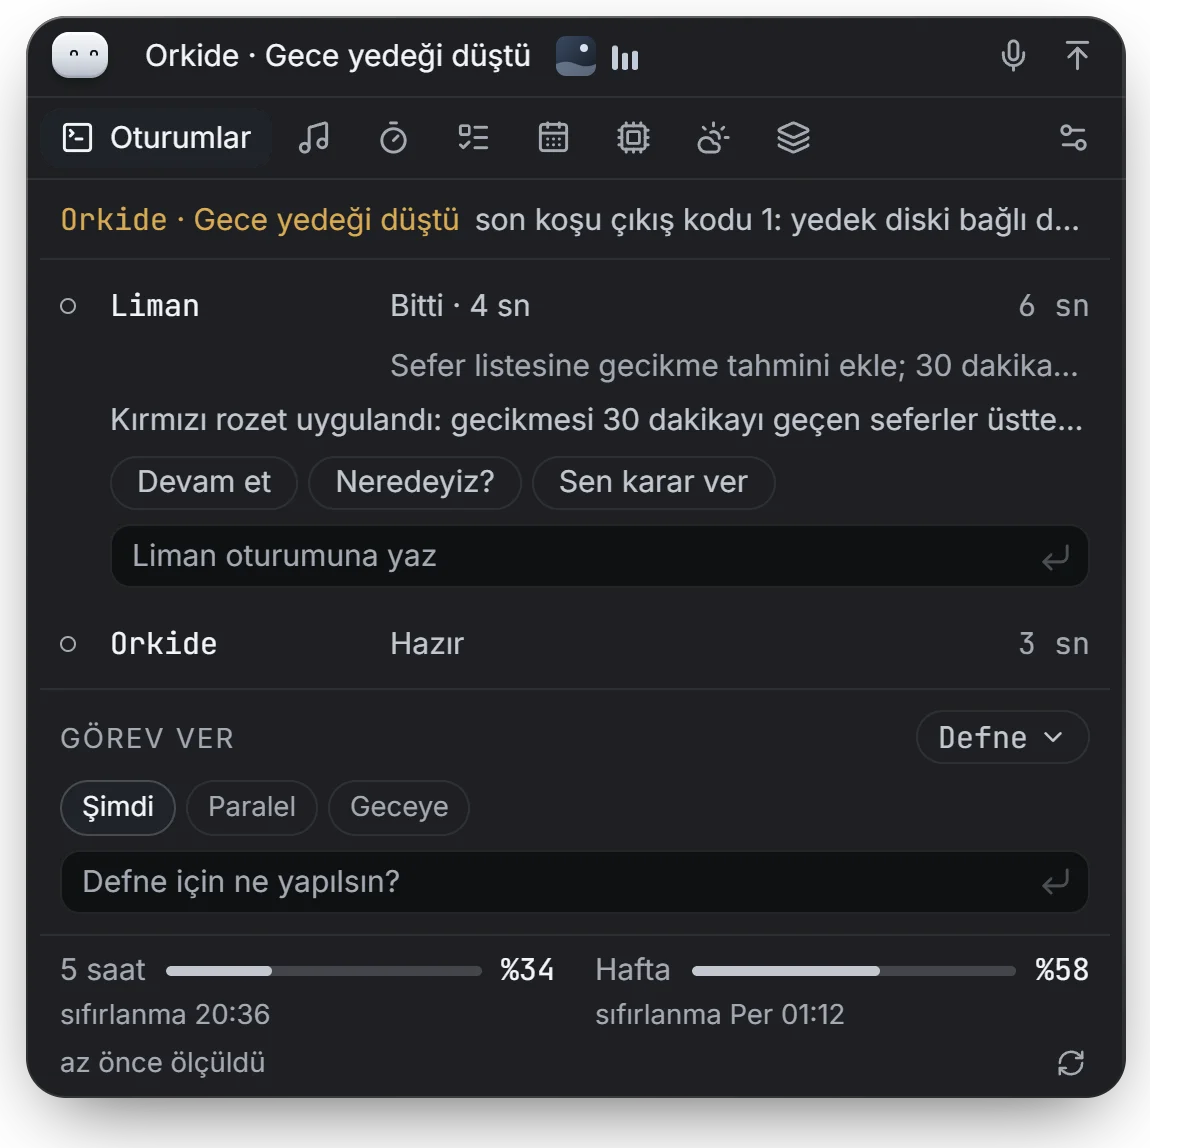 Orkide · Gece yedeği düştü
Oturumlar
Orkide · Gece yedeği düştü son koşu çıkış kodu 1: yedek diski bağlı d...
Liman Bitti · 4 sn 6 sn
Sefer listesine gecikme tahmini ekle; 30 dakika...
Kırmızı rozet uygulandı: gecikmesi 30 dakikayı geçen seferler üstte...
Devam et Neredeyiz? Sen karar ver
Liman oturumuna yaz
Orkide Hazır 3 sn
GÖREV VER Defne
Şimdi Paralel Geceye
Defne için ne yapılsın?
5 saat %34 Hafta %58
sıfırlanma 20:36 sıfırlanma Per 01:12
az önce ölçüldü